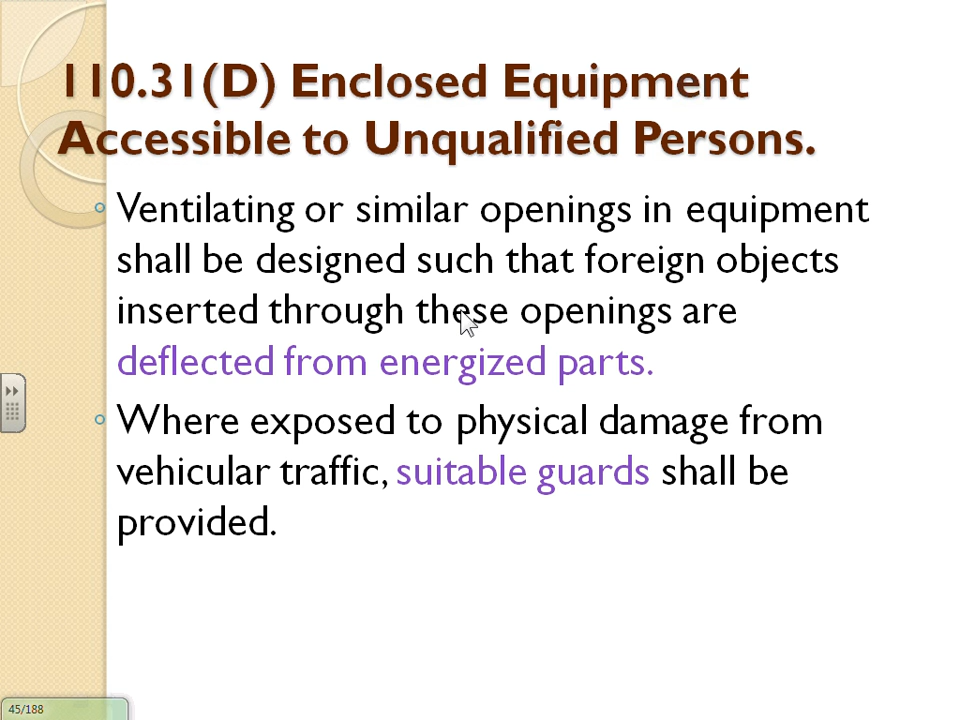 110.31(D) Enclosed Equipment
Accessible to Unqualified Persons.
Ventilating or similar openings in equipment
shall be designed such that foreign objects
inserted through these openings are
deflected from energized parts.
Where exposed to physical damage from
vehicular traffic, suitable guards shall be
provided.
45/188